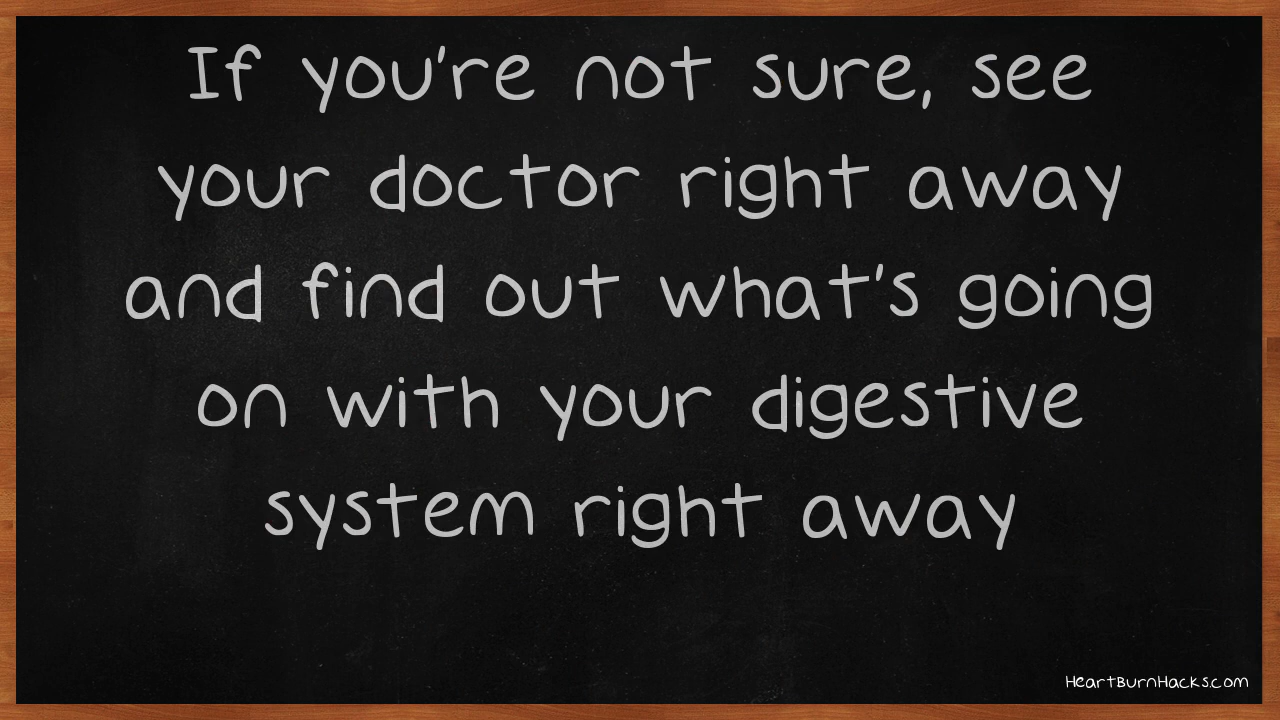 If you're not sure, see
your doctor right away
and find out what's going
on with your digestive
system right away
HeartBurnHacks.com